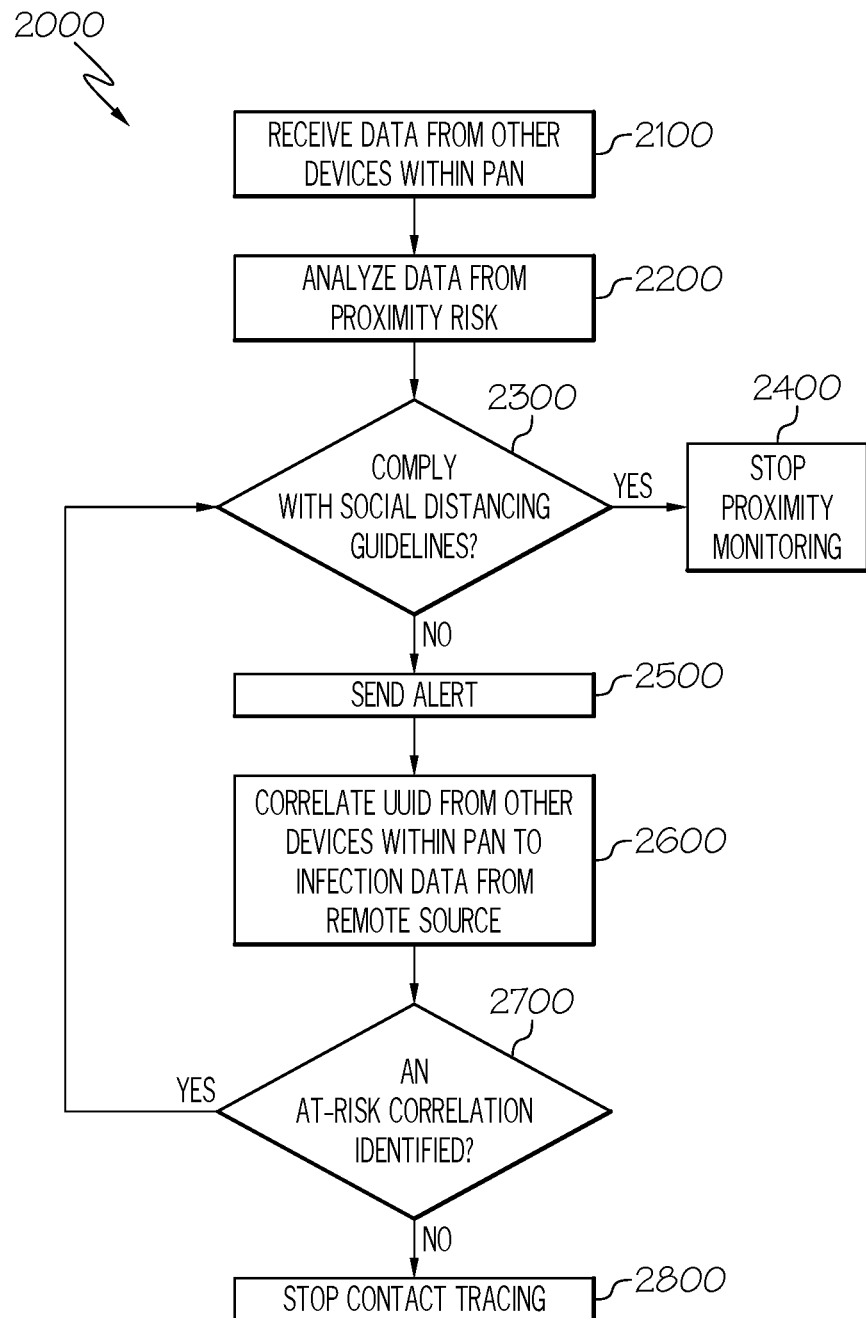 2000
RECEIVE DATA FROM OTHER
DEVICES WITHIN PAN
2100
ANALYZE DATA FROM
PROXIMITY RISK
2200
2300
COMPLY
WITH SOCIAL DISTANCING
GUIDELINES?
YES
2400
STOP
PROXIMITY
MONITORING
NO
SEND ALERT
2500
CORRELATE UUID FROM OTHER
DEVICES WITHIN PAN TO
INFECTION DATA FROM
REMOTE SOURCE
2600
2700
YES
AN
AT-RISK CORRELATION
IDENTIFIED?
NO
STOP CONTACT TRACING
2800